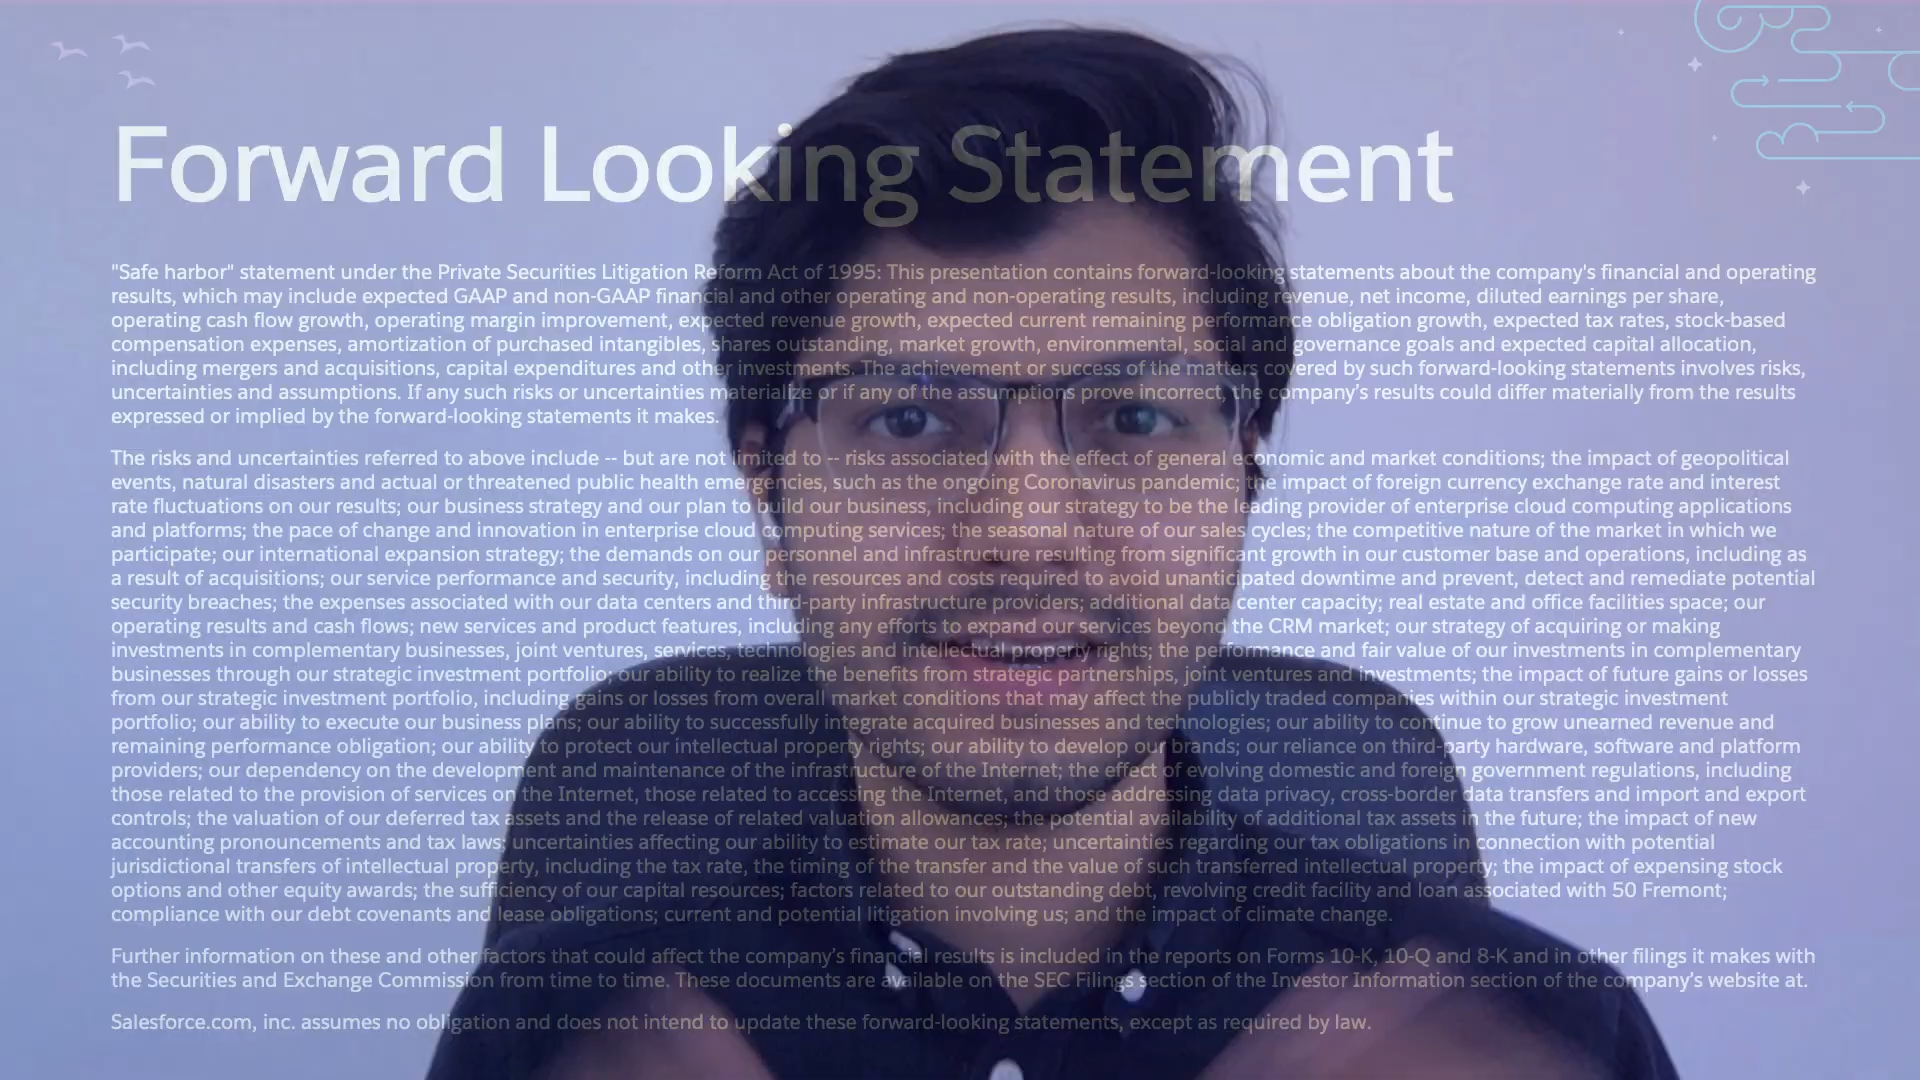 Forward Looking Statement
"Safe harbor" statement under the Private Securities Litigation Reform Act of 1995: This presentation contains forward-looking statements about the company's financial and operating
results, which may include expected GAAP and non-GAAP financial and other operating and non-operating results, including revenue, net income, diluted earnings per share,
operating cash flow growth, operating margin improvement, expected revenue growth, expected current remaining performance obligation growth, expected tax rates, stock-based
compensation expenses, amortization of purchased intangibles, shares outstanding, market growth, environmental, social and governance goals and expected capital allocation,
including mergers and acquisitions, capital expenditures and other investments. The achievement or success of the matters covered by such forward-looking statements involves risks,
uncertainties and assumptions. If any such risks or uncertainties materialize or if any of the assumptions prove incorrect, the company's results could differ materially from the results
expressed or implied by the forward-looking statements it makes.
The risks and uncertainties referred to above include -- but are not limited to -- risks associated with the effect of general economic and market conditions; the impact of geopolitical
events, natural disasters and actual or threatened public health emergencies, such as the ongoing Coronavirus pandemic; the impact of foreign currency exchange rate and interest
rate fluctuations on our results; our business strategy and our plan to build our business, including our strategy to be the leading provider of enterprise cloud computing applications
and platforms; the pace of change and innovation in enterprise cloud computing services; the seasonal nature of our sales cycles; the competitive nature of the market in which we
participate; our international expansion strategy; the demands on our personnel and infrastructure resulting from significant growth in our customer base and operations, including as
a result of acquisitions; our service performance and security, including the resources and costs required to avoid unanticipated downtime and prevent, detect and remediate potential
security breaches; the expenses associated with our data centers and third-party infrastructure providers; additional data center capacity; real estate and office facilities space; our
operating results and cash flows; new services and product features, including any efforts to expand our services beyond the CRM market; our strategy of acquiring or making
investments in complementary businesses, joint ventures, services, technologies and intellectual property rights; the performance and fair value of our investments in complementary
businesses through our strategic investment portfolio; our ability to realize the benefits from strategic partnerships, joint ventures and investments; the impact of future gains or losses
from our strategic investment portfolio, including gains or losses from overall market conditions that may affect the publicly traded companies within our strategic investment
portfolio; our ability to execute our business plans; our ability to successfully integrate acquired businesses and technologies; our ability to continue to grow unearned revenue and
remaining performance obligation; our ability to protect our intellectual property rights; our ability to develop our brands; our reliance on third-party hardware, software and platform
providers; our dependency on the development and maintenance of the infrastructure of the Internet; the effect of evolving domestic and foreign government regulations, including
those related to the provision of services on the Internet, those related to accessing the Internet, and those addressing data privacy, cross-border data transfers and import and export
controls; the valuation of our deferred tax assets and the release of related valuation allowances; the potential availability of additional tax assets in the future; the impact of new
accounting pronouncements and tax laws; uncertainties affecting our ability to estimate our tax rate; uncertainties regarding our tax obligations in connection with potential
jurisdictional transfers of intellectual property, including the tax rate, the timing of the transfer and the value of such transferred intellectual property; the impact of expensing stock
options and other equity awards; the sufficiency of our capital resources; factors related to our outstanding debt, revolving credit facility and loan associated with 50 Fremont;
compliance with our debt covenants and lease obligations; current and potential litigation involving us; and the impact of climate change.
Further information on these and other factors that could affect the company's financial results is included in the reports on Forms 10-K, 10-Q and 8-K and in other filings it makes with
the Securities and Exchange Commission from time to time. These documents are available on the SEC Filings section of the Investor Information section of the company's website at.
Salesforce.com, inc. assumes no obligation and does not intend to update these forward-looking statements, except as required by law.